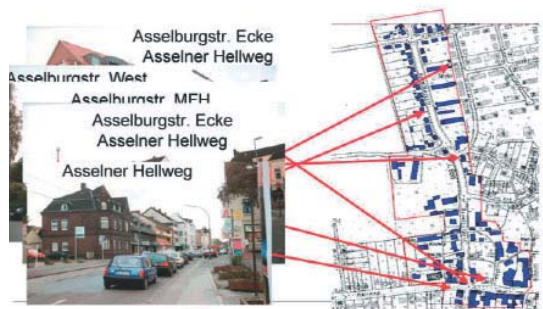 Asselburgstr. Ecke
Asselner Hellweg
Asselburgstr. West
Asselburgstr. MFH
Asselburgstr. Ecke
Asselner Hellweg
Asselner Hellweg